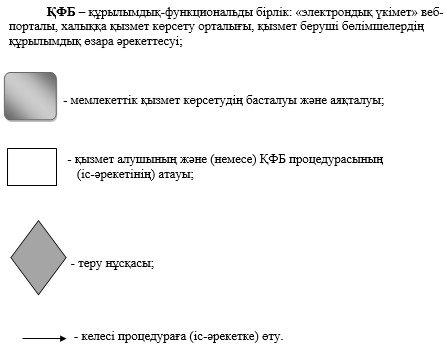 ҚФБ – құрылымдық-функциональды бірлік: «электрондық үкімет» веб-
порталы, халыққа қызмет көрсету орталығы, қызмет беруші бөлімшелердің
құрылымдық өзара әрекеттесуі;
- мемлекеттік қызмет көрсетудің басталуы және аяқталуы;
- қызмет алушының және (немесе) ҚФБ процедурасының
(іс-әрекетінің) атауы;
- теру нұсқасы;
- келесі процедураға (іс-әрекетке) өту.